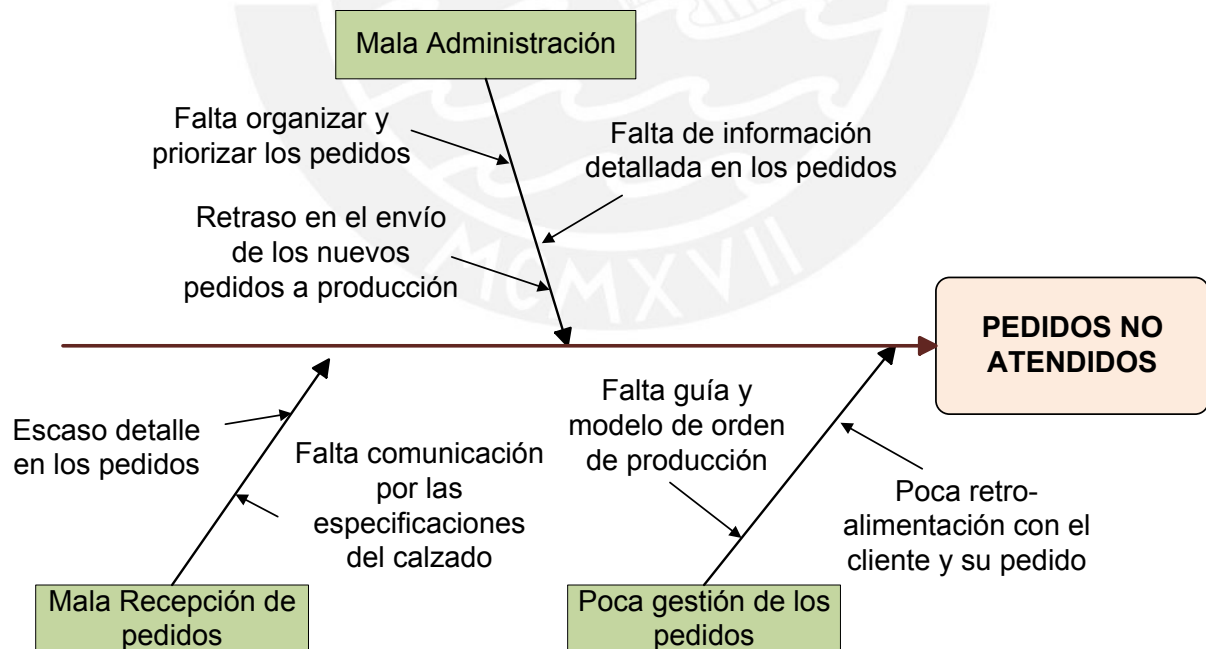 Mala Administración
Falta organizar y
priorizar los pedidos
Falta de información
detallada en los pedidos
Retraso en el envío
de los nuevos
pedidos a producción
MCMXVII
PEDIDOS NO
ATENDIDOS
Escaso detalle
en los pedidos
Falta comunicación
por las
especificaciones
del calzado
Falta guía y
modelo de orden
de producción
Poca retro-
alimentación con el
cliente y su pedido
Mala Recepción de
pedidos
Poca gestión de los
pedidos